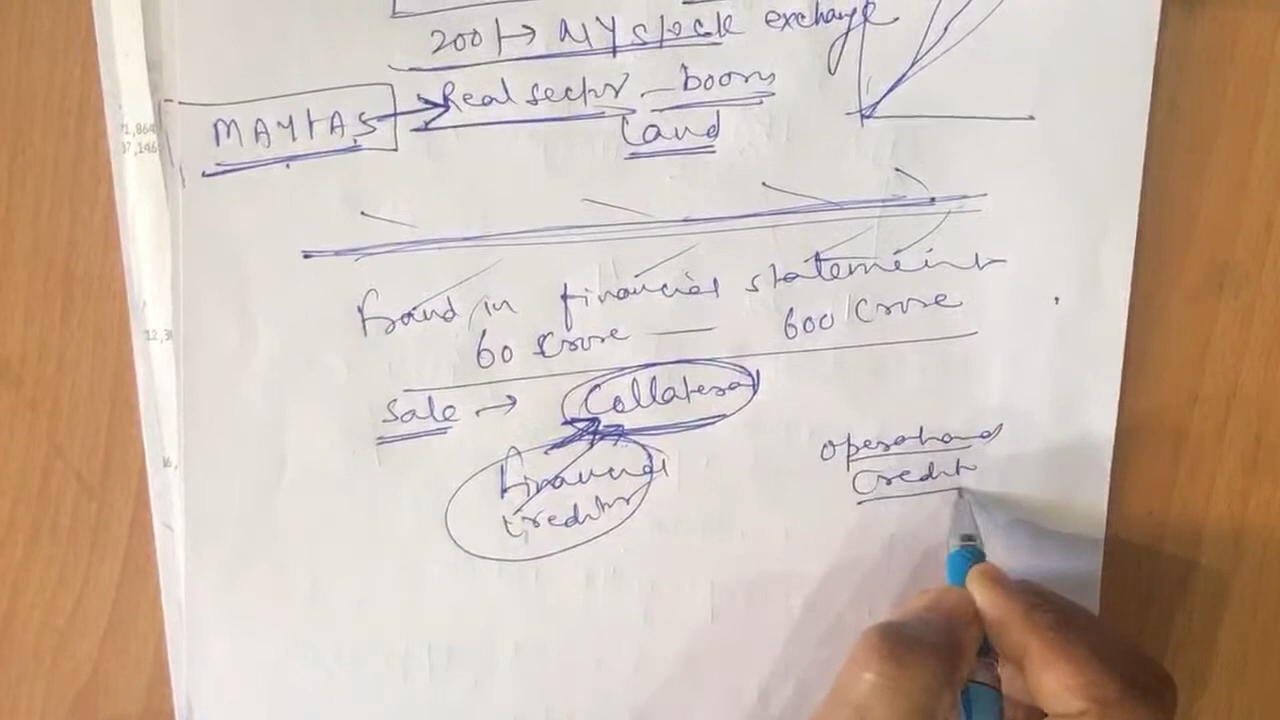 2001→ NY stock exchange
MAYTAS → Real sector — boom
Land
Fraud in financial statement
60 Crore — 600 Crore
Sale → Collateral
Financial
Creditor
Operational
Credit